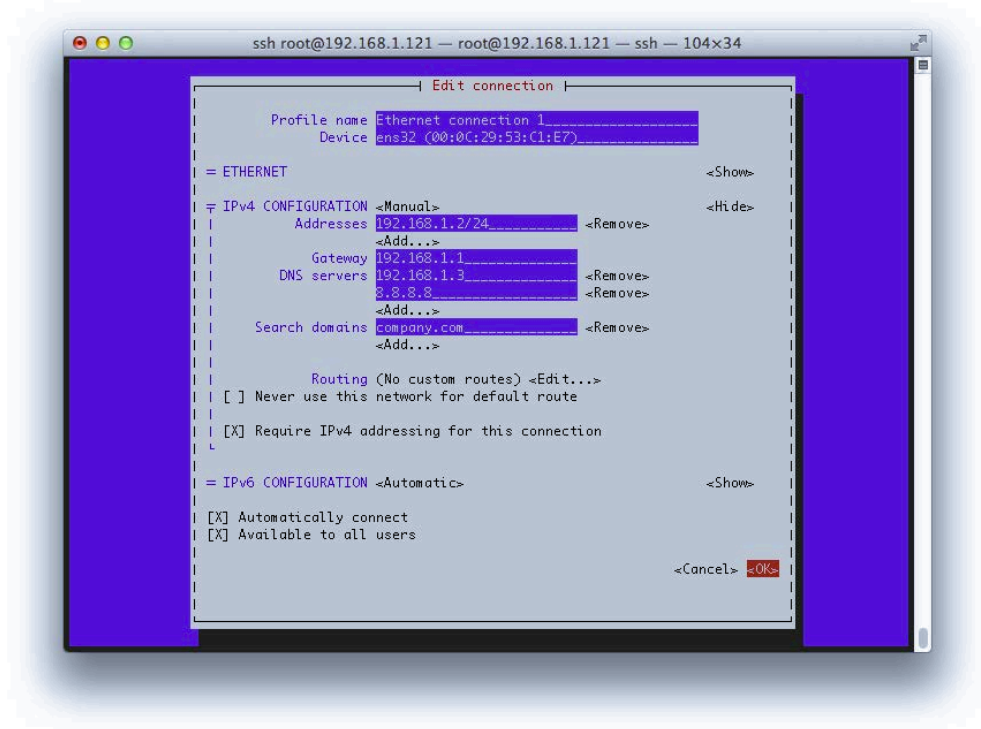 ssh root@192.168.1.121 — root@192.168.1.121 — ssh — 104×34
Edit connection
Profile name Ethernet connection 1
Device ens32 (00:0C:29:53:C1:E7)
= ETHERNET <Show>
IPv4 CONFIGURATION <Manual> <Hide>
Addresses 192.168.1.2/24 <Remove>
<Add...>
Gateway 192.168.1.1
DNS servers 192.168.1.3 <Remove>
8.8.8.8 <Remove>
<Add...>
Search domains company.com <Remove>
<Add...>
Routing (No custom routes) <Edit...>
[ ] Never use this network for default route
[X] Require IPv4 addressing for this connection
= IPv6 CONFIGURATION <Automatic> <Show>
[X] Automatically connect
[X] Available to all users
<Cancel> <OK>